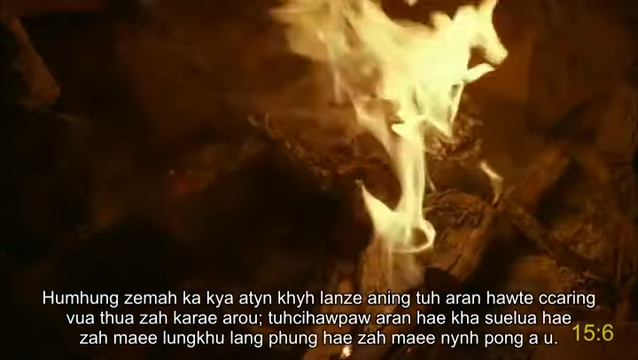 Humhung zemah ka kya atyn khyh lanze aning tuh aran hawte ccaring
vua thua zah karae arou; tuhcihawpaw aran hae kha suelua hae
zah maee lungkhu lang phung hae zah maee nynh pong a u.
15:6